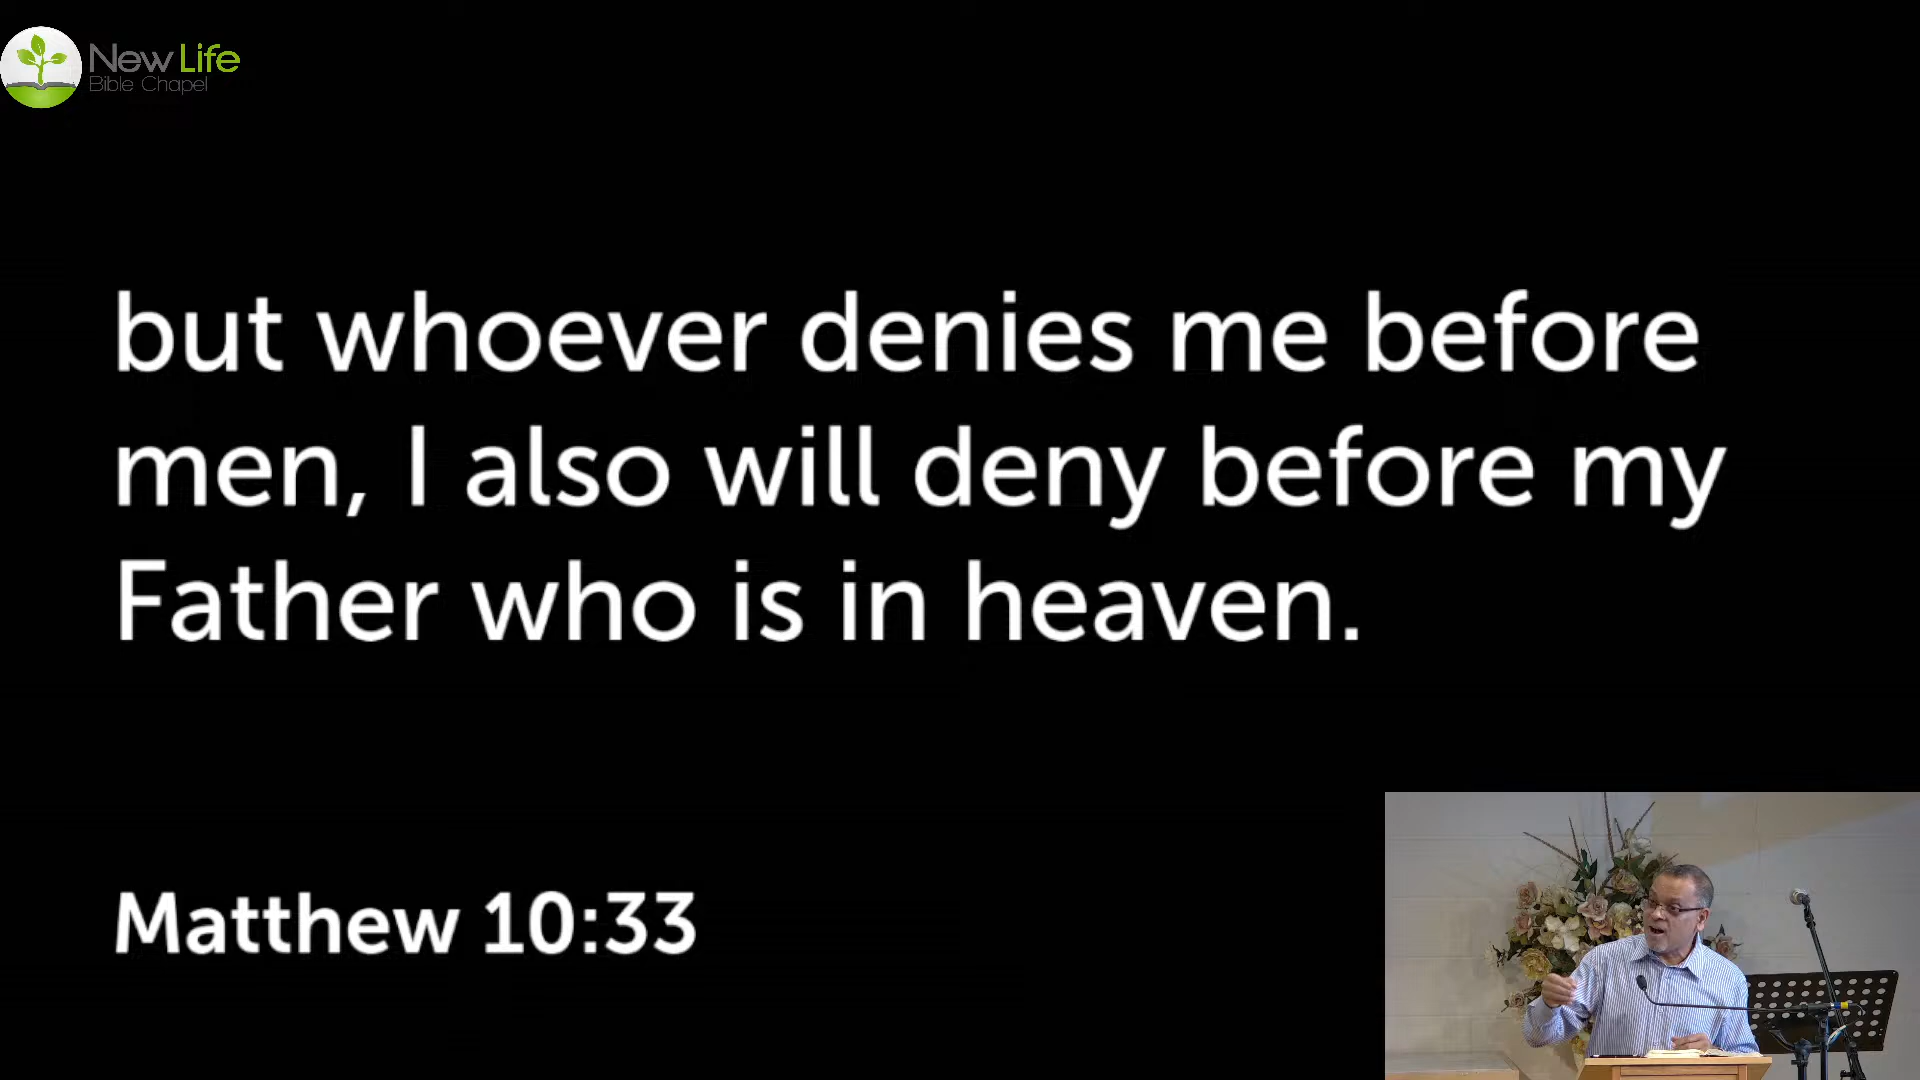 New Life
Bible Chapel
but whoever denies me before
men, I also will deny before my
Father who is in heaven.
Matthew 10:33